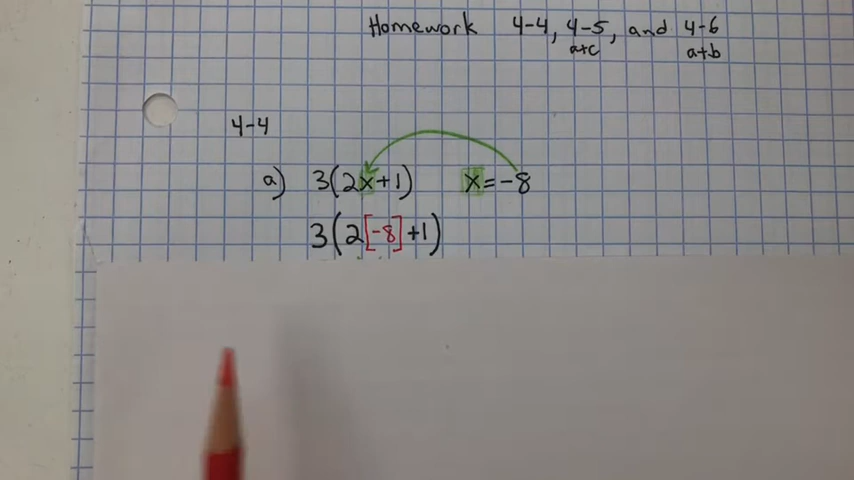 Homework 4-4, 4-5, and 4-6
a+c a+b
4-4
a) 3(2x+1) x=-8
3(2[-8]+1)